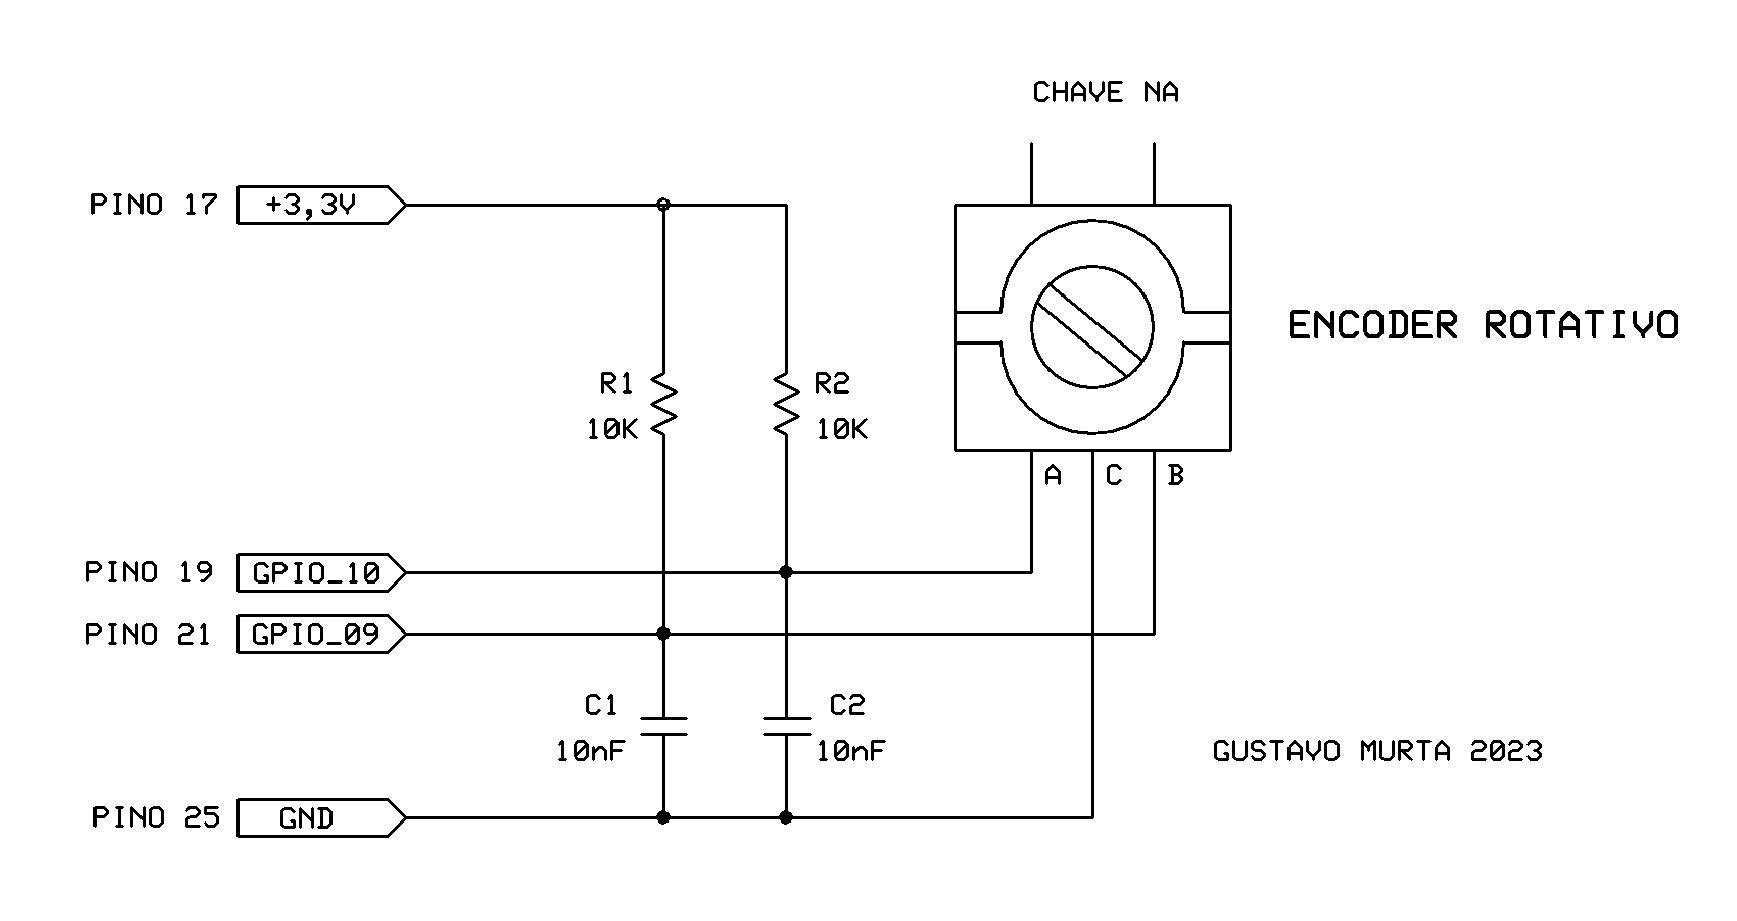 CHAVE NA
PINO 17 +3,3V
ENCODER ROTATIVO
R1 R2
10K 10K
A C B
PINO 19 GPIO_10
PINO 21 GPIO_09
C1 C2
10nF 10nF
GUSTAVO MURTA 2023
PINO 25 GND